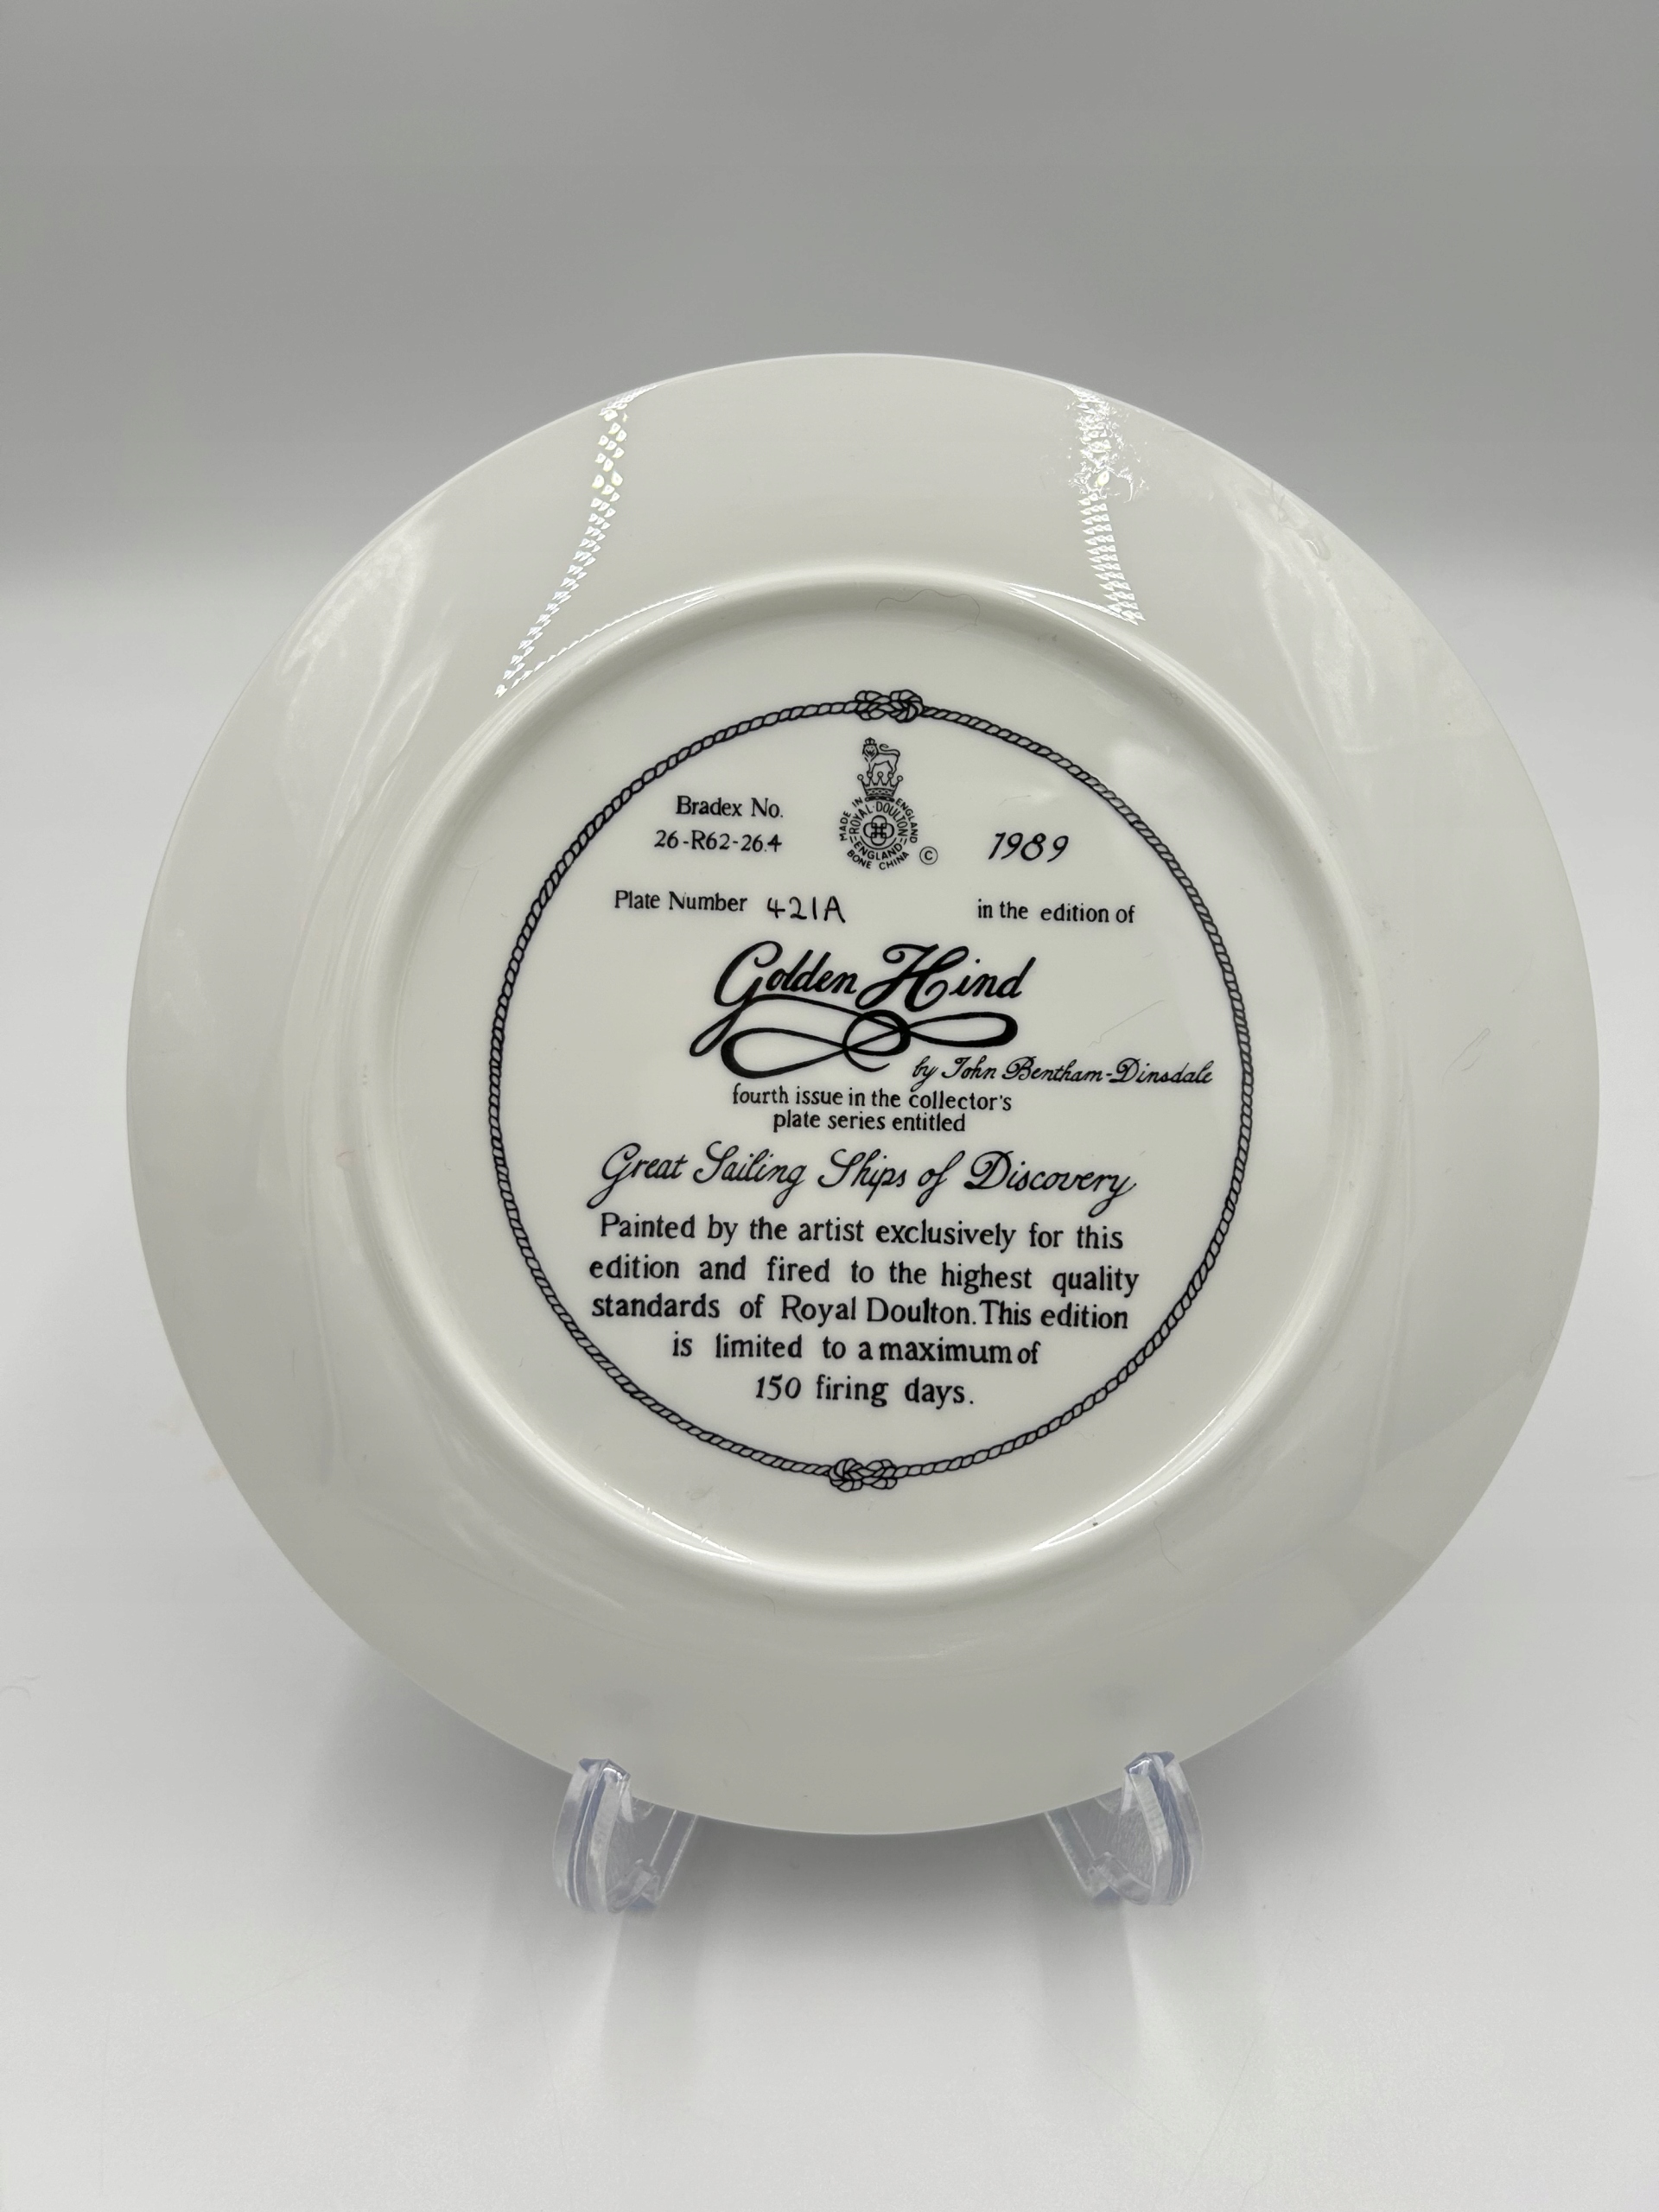 Bradex No.
26-R62-26.4
MADE IN ENGLAND
ROYAL·DOULTON
ENGLAND
BONE CHINA
©
1989
Plate Number 421A
in the edition of
Golden Hind
by John Bentham-Dinsdale
fourth issue in the collector's
plate series entitled
Great Sailing Ships of Discovery
Painted by the artist exclusively for this
edition and fired to the highest quality
standards of Royal Doulton. This edition
is limited to a maximum of
150 firing days.